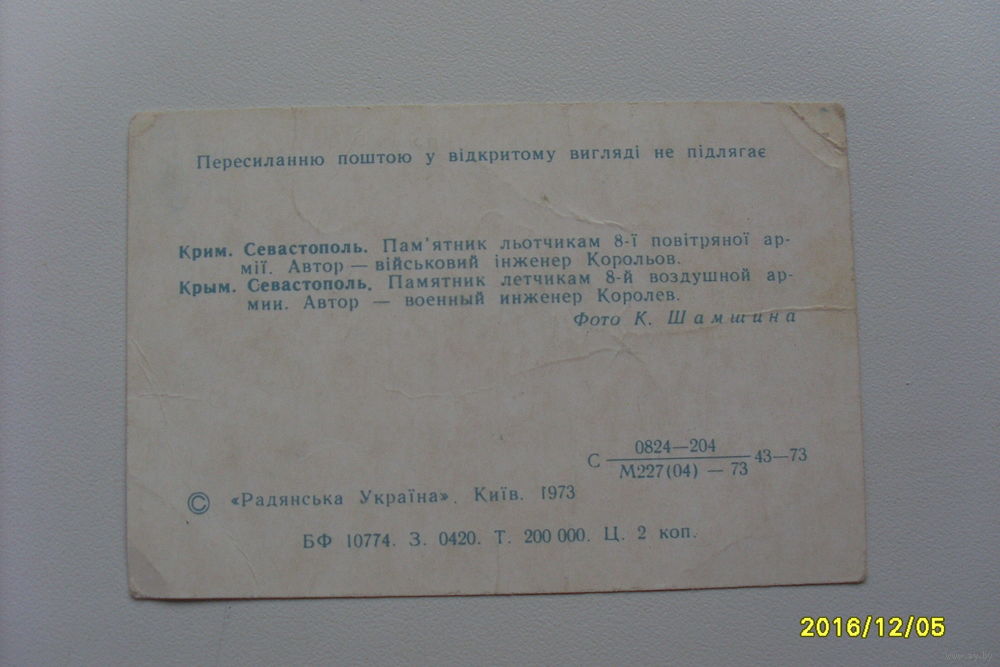 Пересиланню поштою у відкритому вигляді не підлягає
Крим. Севастополь. Пам'ятник льотчикам 8-ї повітряної ар-
мії. Автор — військовий інженер Корольов.
Крым. Севастополь. Памятник летчикам 8-й воздушной ар-
мии. Автор — военный инженер Королев.
Фото К. Шамшина
С 0824—204
М227(04) — 73 43—73
© «Радянська Україна». Київ. 1973
БФ 10774. З. 0420. Т. 200 000. Ц. 2 коп.
2016/12/05